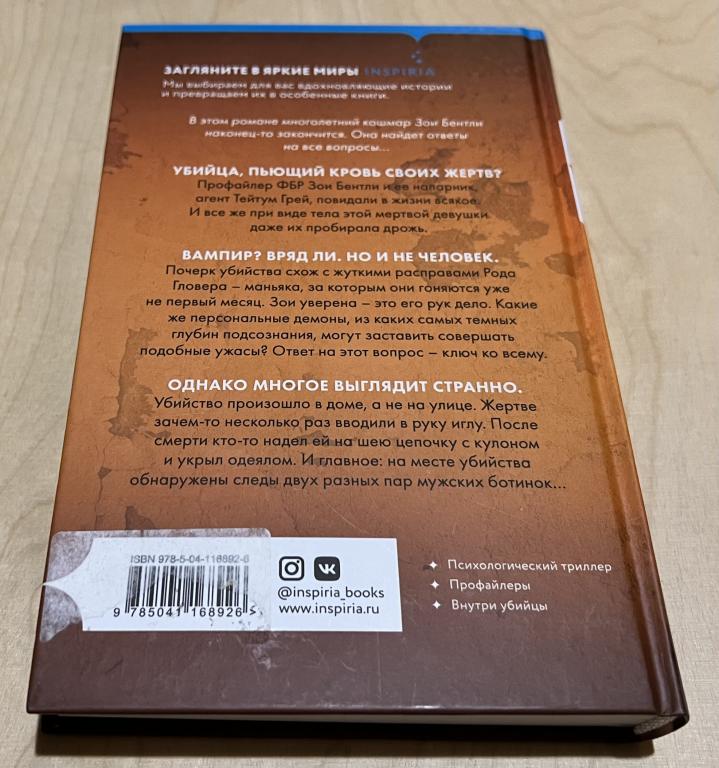 ЗАГЛЯНИТЕ В ЯРКИЕ МИРЫ INSPIRIA
Мы выбираем для вас вдохновляющие истории
и превращаем их в особенные книги.
В этом романе многолетний кошмар Зои Бентли
наконец-то закончится. Она найдет ответы
на все вопросы...
УБИЙЦА, ПЬЮЩИЙ КРОВЬ СВОИХ ЖЕРТВ?
Профайлер ФБР Зои Бентли и ее напарник,
агент Тейтум Грей, повидали в жизни всякое.
И все же при виде тела этой мертвой девушки
даже их пробирала дрожь.
ВАМПИР? ВРЯД ЛИ. НО И НЕ ЧЕЛОВЕК.
Почерк убийства схож с жуткими расправами Рода
Гловера – маньяка, за которым они гоняются уже
не первый месяц. Зои уверена – это его рук дело. Какие
же персональные демоны, из каких самых темных
глубин подсознания, могут заставить совершать
подобные ужасы? Ответ на этот вопрос – ключ ко всему.
ОДНАКО МНОГОЕ ВЫГЛЯДИТ СТРАННО.
Убийство произошло в доме, а не на улице. Жертве
зачем-то несколько раз вводили в руку иглу. После
смерти кто-то надел ей на шею цепочку с кулоном
и укрыл одеялом. И главное: на месте убийства
обнаружены следы двух разных пар мужских ботинок...
ISBN 978-5-04-116892-6
9 785041 168926 >
@inspiria_books
www.inspiria.ru
✦ Психологический триллер
✦ Профайлеры
✦ Внутри убийцы